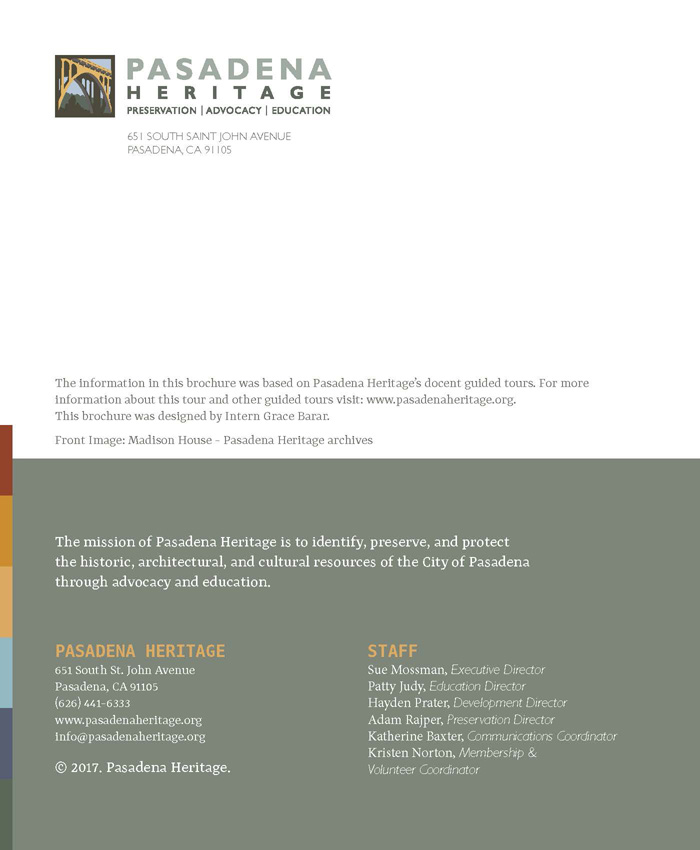 PASADENA
HERITAGE
PRESERVATION | ADVOCACY | EDUCATION
651 SOUTH SAINT JOHN AVENUE
PASADENA, CA 91105
The information in this brochure was based on Pasadena Heritage's docent guided tours. For more
information about this tour and other guided tours visit: www.pasadenaheritage.org.
This brochure was designed by Intern Grace Barar.
Front Image: Madison House - Pasadena Heritage archives
The mission of Pasadena Heritage is to identify, preserve, and protect
the historic, architectural, and cultural resources of the City of Pasadena
through advocacy and education.
PASADENA HERITAGE
651 South St. John Avenue
Pasadena, CA 91105
(626) 441-6333
www.pasadenaheritage.org
Info@pasadenaheritage.org
© 2017. Pasadena Heritage.
STAFF
Sue Mossman, Executive Director
Patty Judy, Education Director
Hayden Prater, Development Director
Adam Rajper, Preservation Director
Katherine Baxter, Communications Coordinator
Kristen Norton, Membership &
Volunteer Coordinator